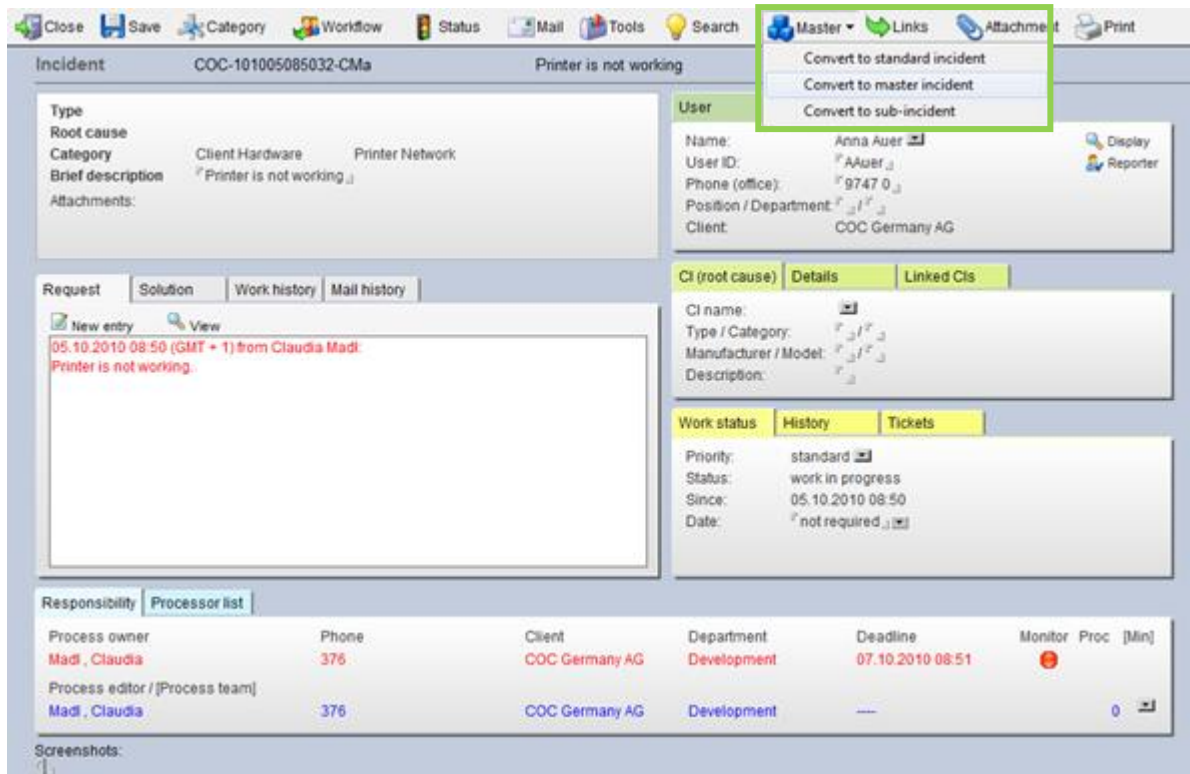 Close Save Category Workflow Status Mail Tools Search Master Links Attachment Print
Incident COC-101005085032-CMa Printer is not working
Convert to standard incident
Convert to master incident
Convert to sub-incident
Type
Root cause
Category Client Hardware Printer Network
Brief description Printer is not working
Attachments:
User
Name: Anna Auer Display
User ID: AAuer Reporter
Phone (office): 9747 0
Position / Department: /
Client: COC Germany AG
Request Solution Work history Mail history
New entry View
05.10.2010 08:50 (GMT + 1) from Claudia Madl:
Printer is not working.
CI (root cause) Details Linked CIs
CI name:
Type / Category: /
Manufacturer / Model: /
Description:
Work status History Tickets
Priority: standard
Status: work in progress
Since: 05.10.2010 08:50
Date: not required
Responsibility Processor list
Process owner Phone Client Department Deadline Monitor Proc [Min]
Madl , Claudia 376 COC Germany AG Development 07.10.2010 08:51
Process editor / [Process team]
Madl , Claudia 376 COC Germany AG Development ---- 0
Screenshots: